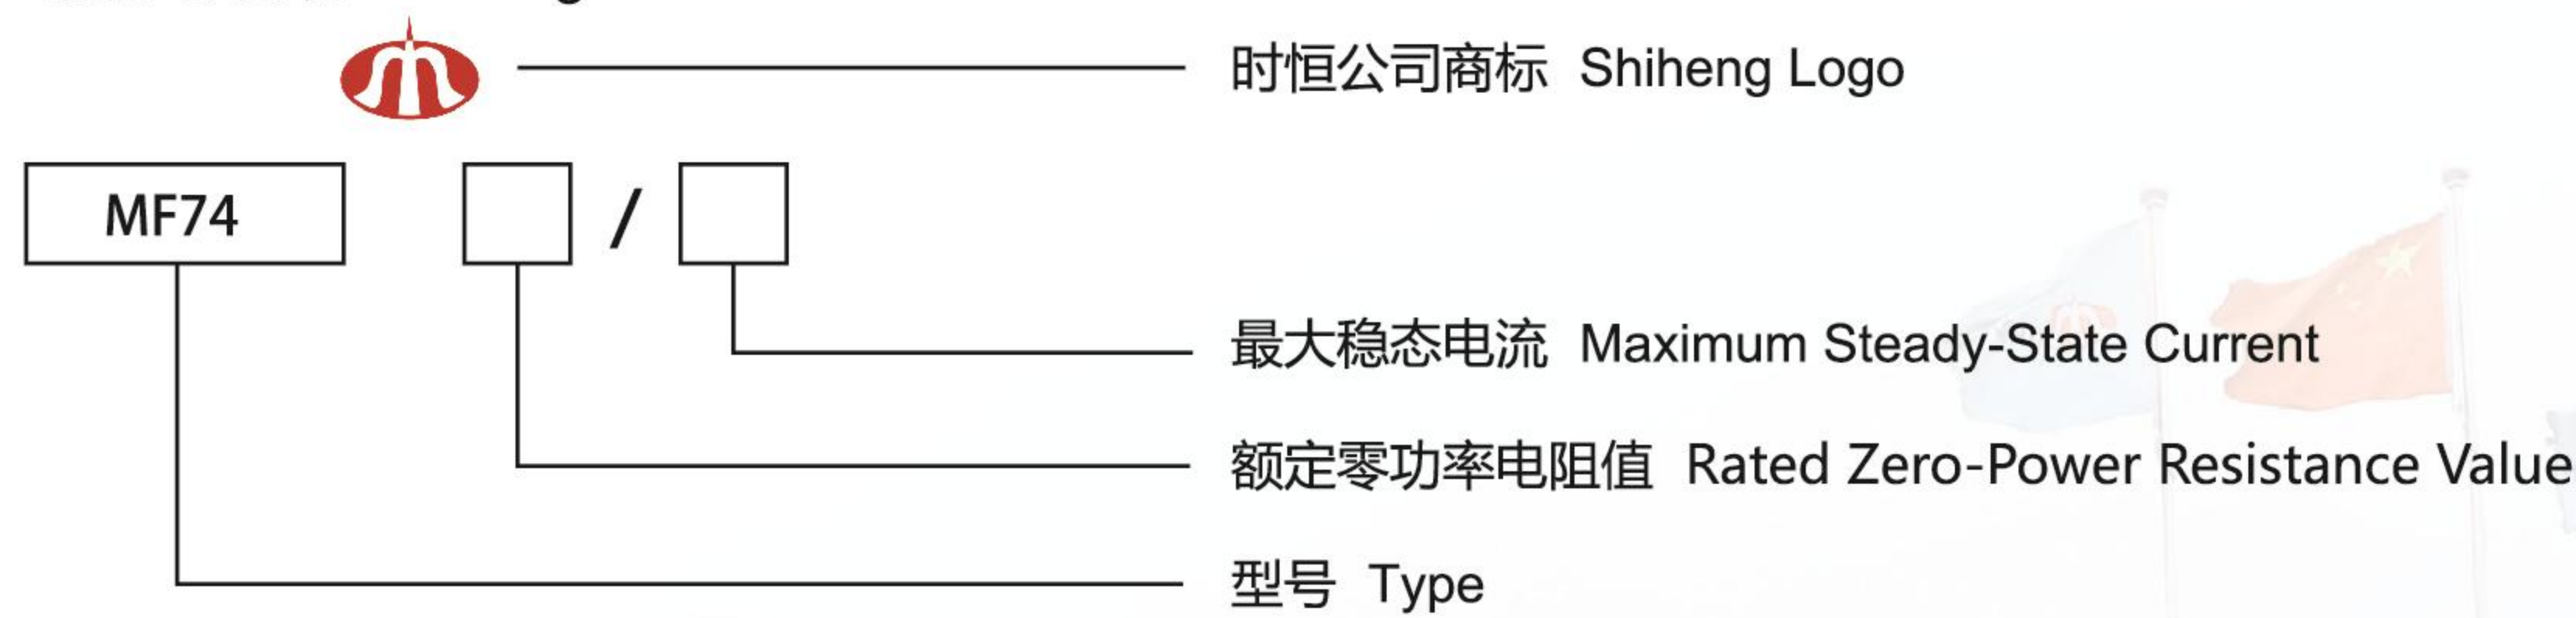 时恒公司商标 Shiheng Logo
MF74 /
最大稳态电流 Maximum Steady-State Current
额定零功率电阻值 Rated Zero-Power Resistance Value
型号 Type